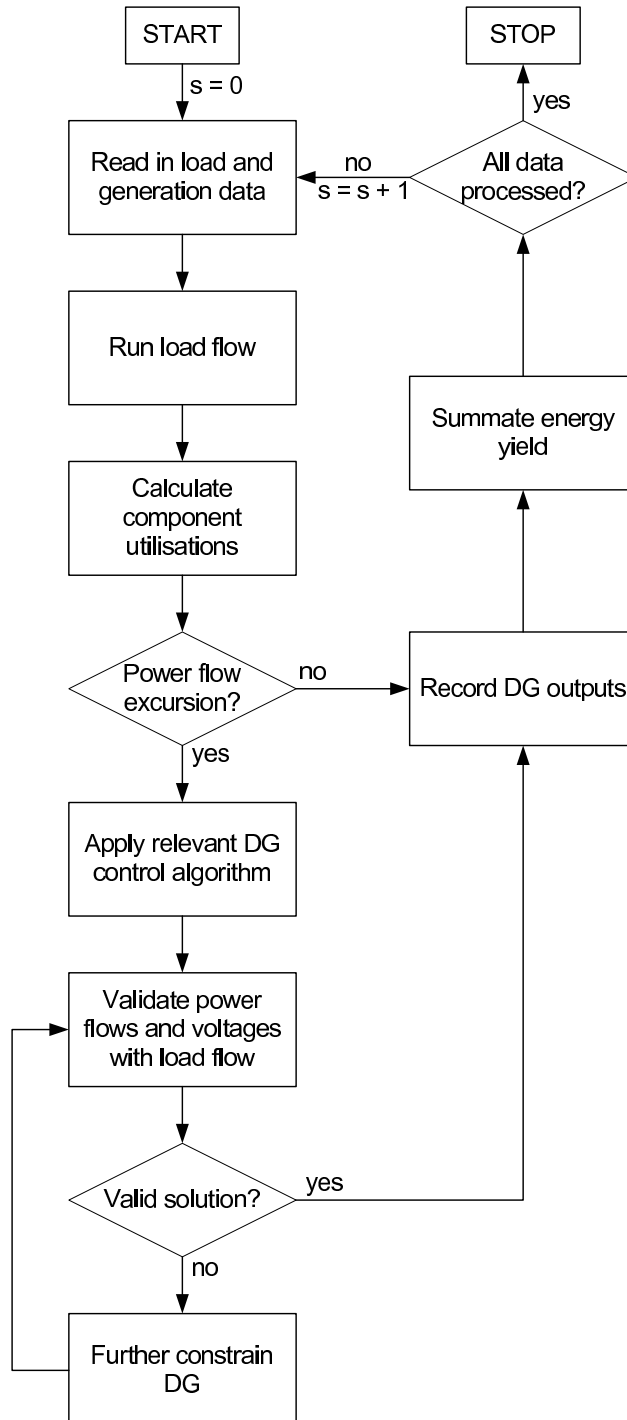 START
s = 0
Read in load and
generation data
Run load flow
Calculate
component
utilisations
Power flow
excursion?
no
yes
Apply relevant DG
control algorithm
Validate power
flows and voltages
with load flow
Valid solution?
yes
no
Further constrain
DG
Record DG outputs
Summate energy
yield
All data
processed?
no
s = s + 1
yes
STOP